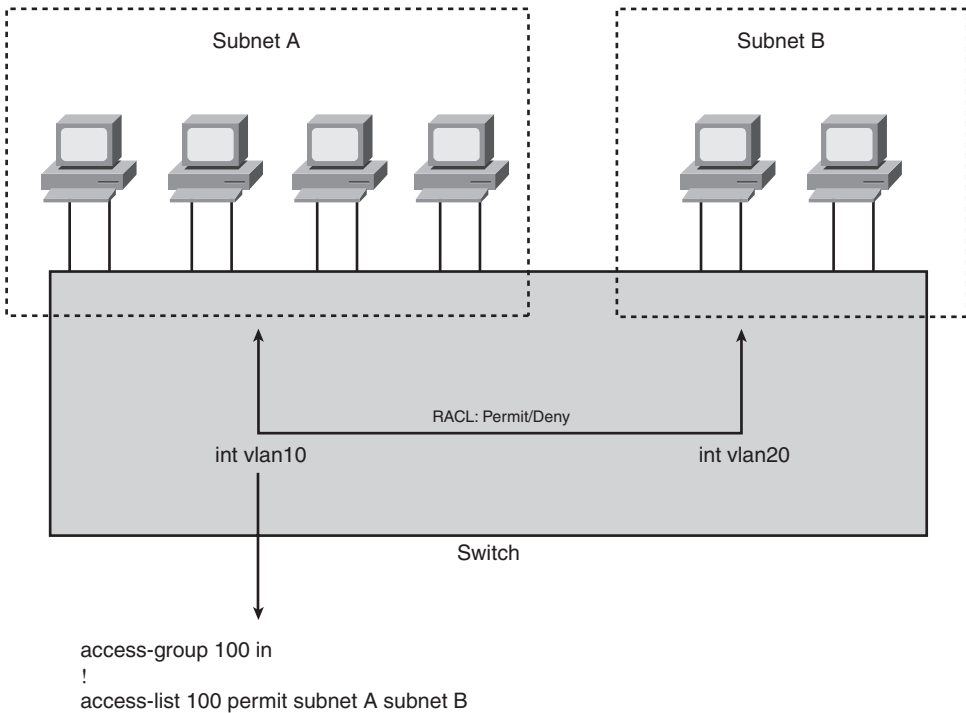 Subnet A
Subnet B
RACL: Permit/Deny
int vlan10
int vlan20
Switch
access-group 100 in
!
access-list 100 permit subnet A subnet B